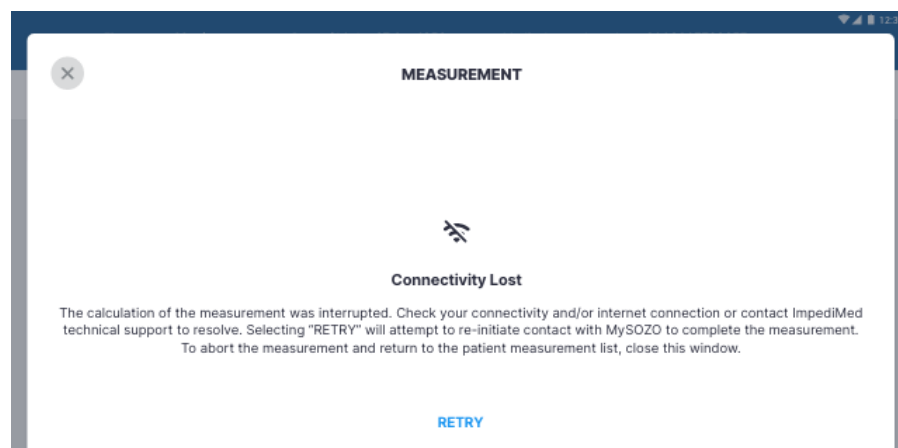 MEASUREMENT
Connectivity Lost
The calculation of the measurement was interrupted. Check your connectivity and/or internet connection or contact ImpediMed
technical support to resolve. Selecting "RETRY" will attempt to re-initiate contact with MySOZO to complete the measurement.
To abort the measurement and return to the patient measurement list, close this window.
RETRY